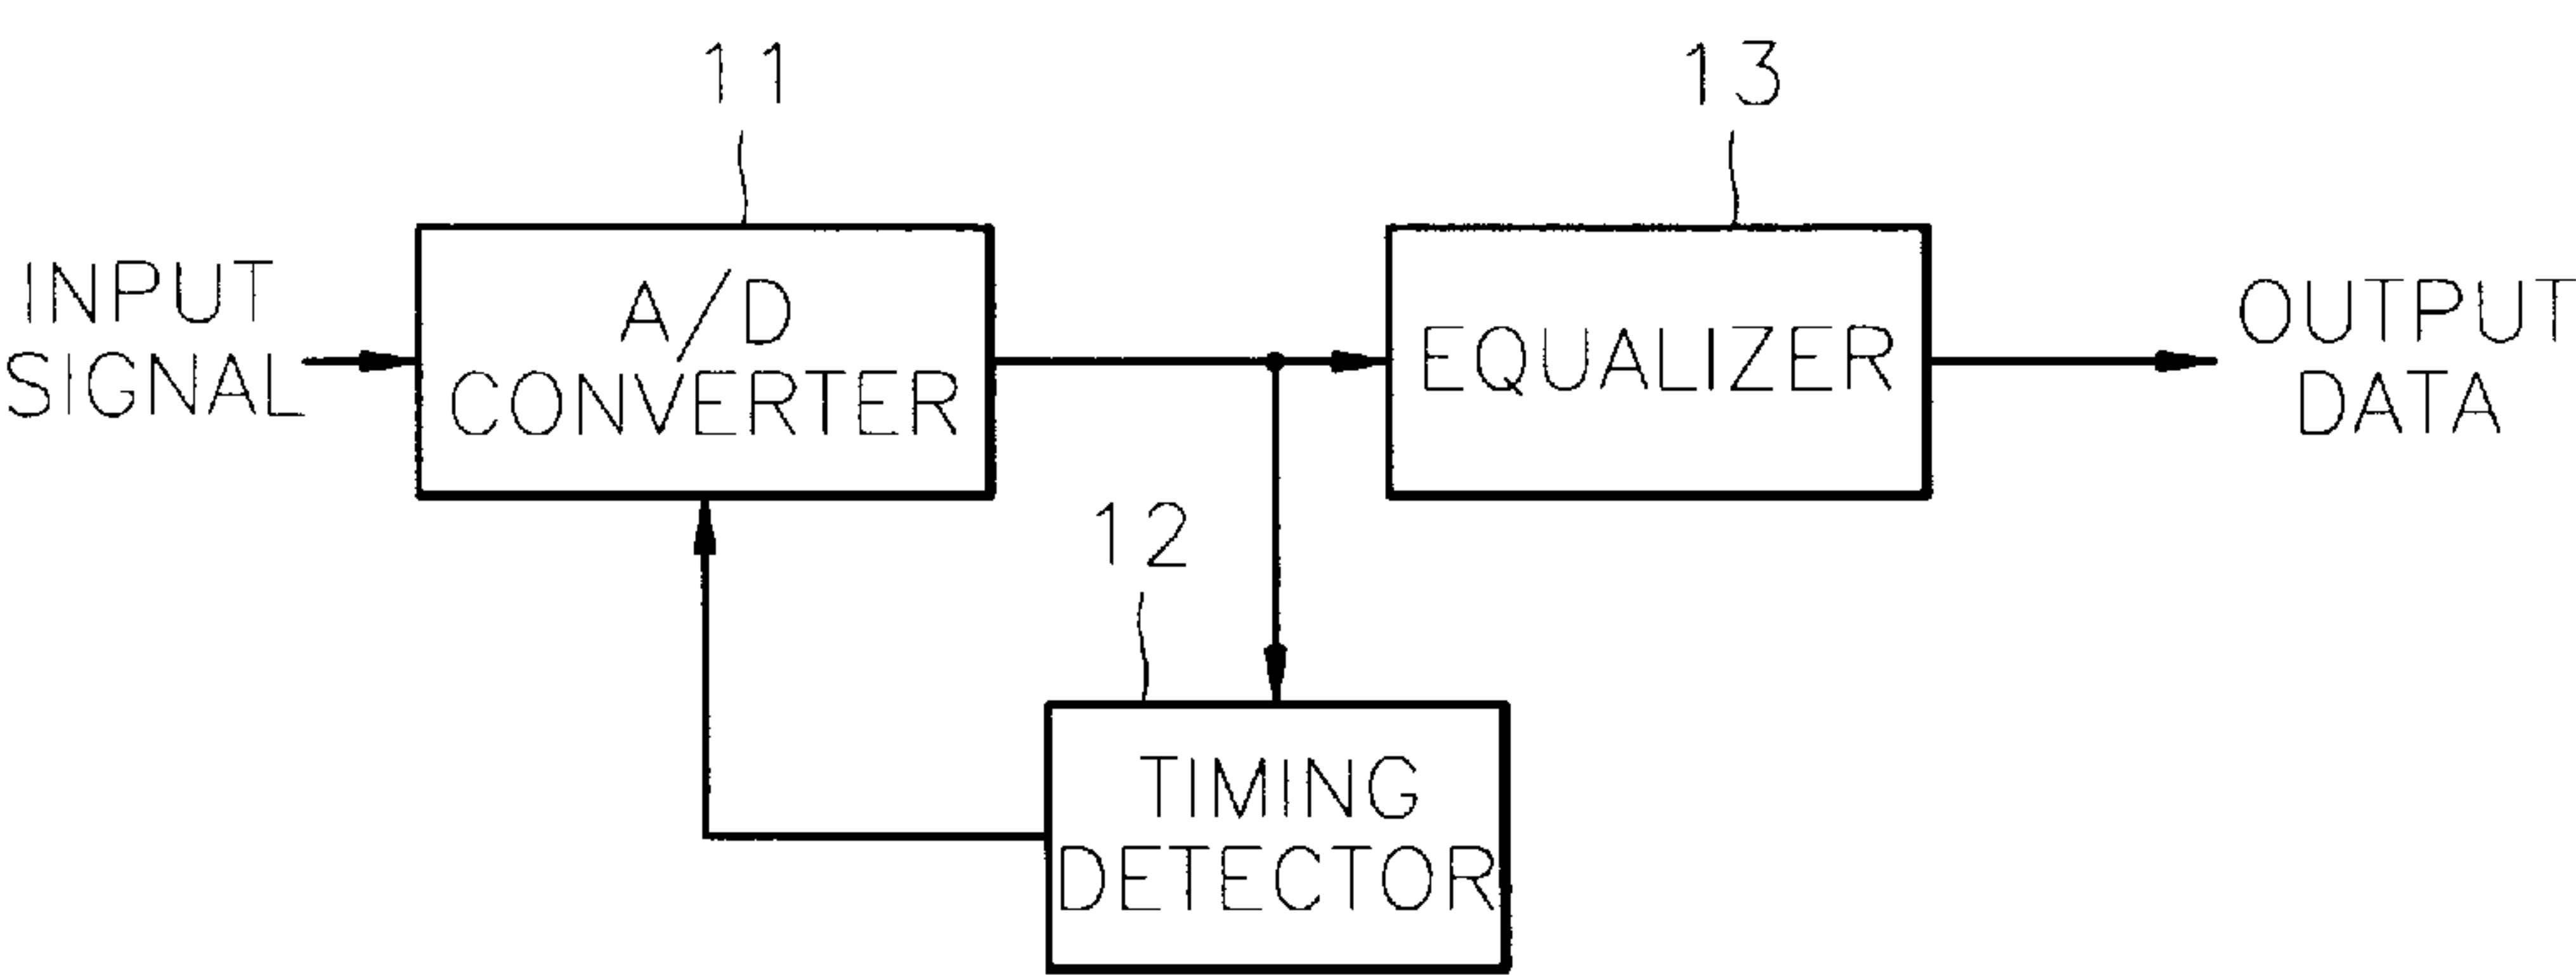 11
13
INPUT
SIGNAL
A/D
CONVERTER
EQUALIZER
OUTPUT
DATA
12
TIMING
DETECTOR